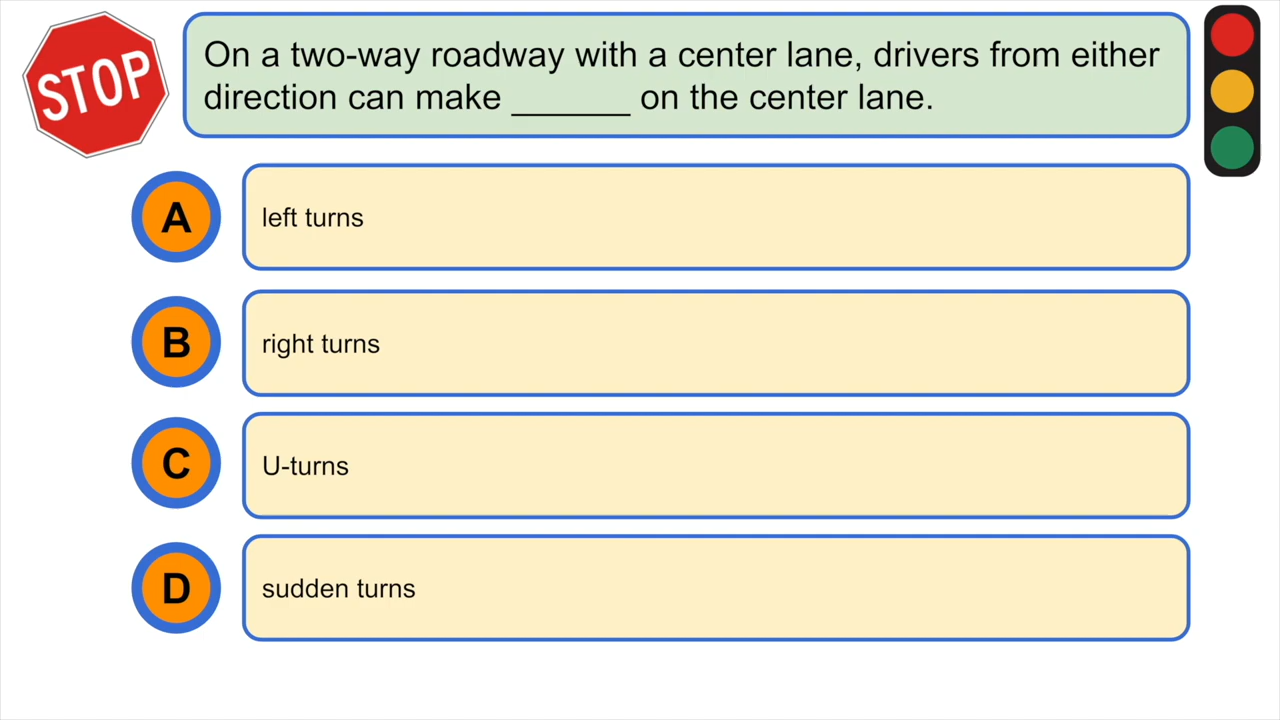 STOP
On a two-way roadway with a center lane, drivers from either
direction can make _______ on the center lane.
A
left turns
B
right turns
C
U-turns
D
sudden turns